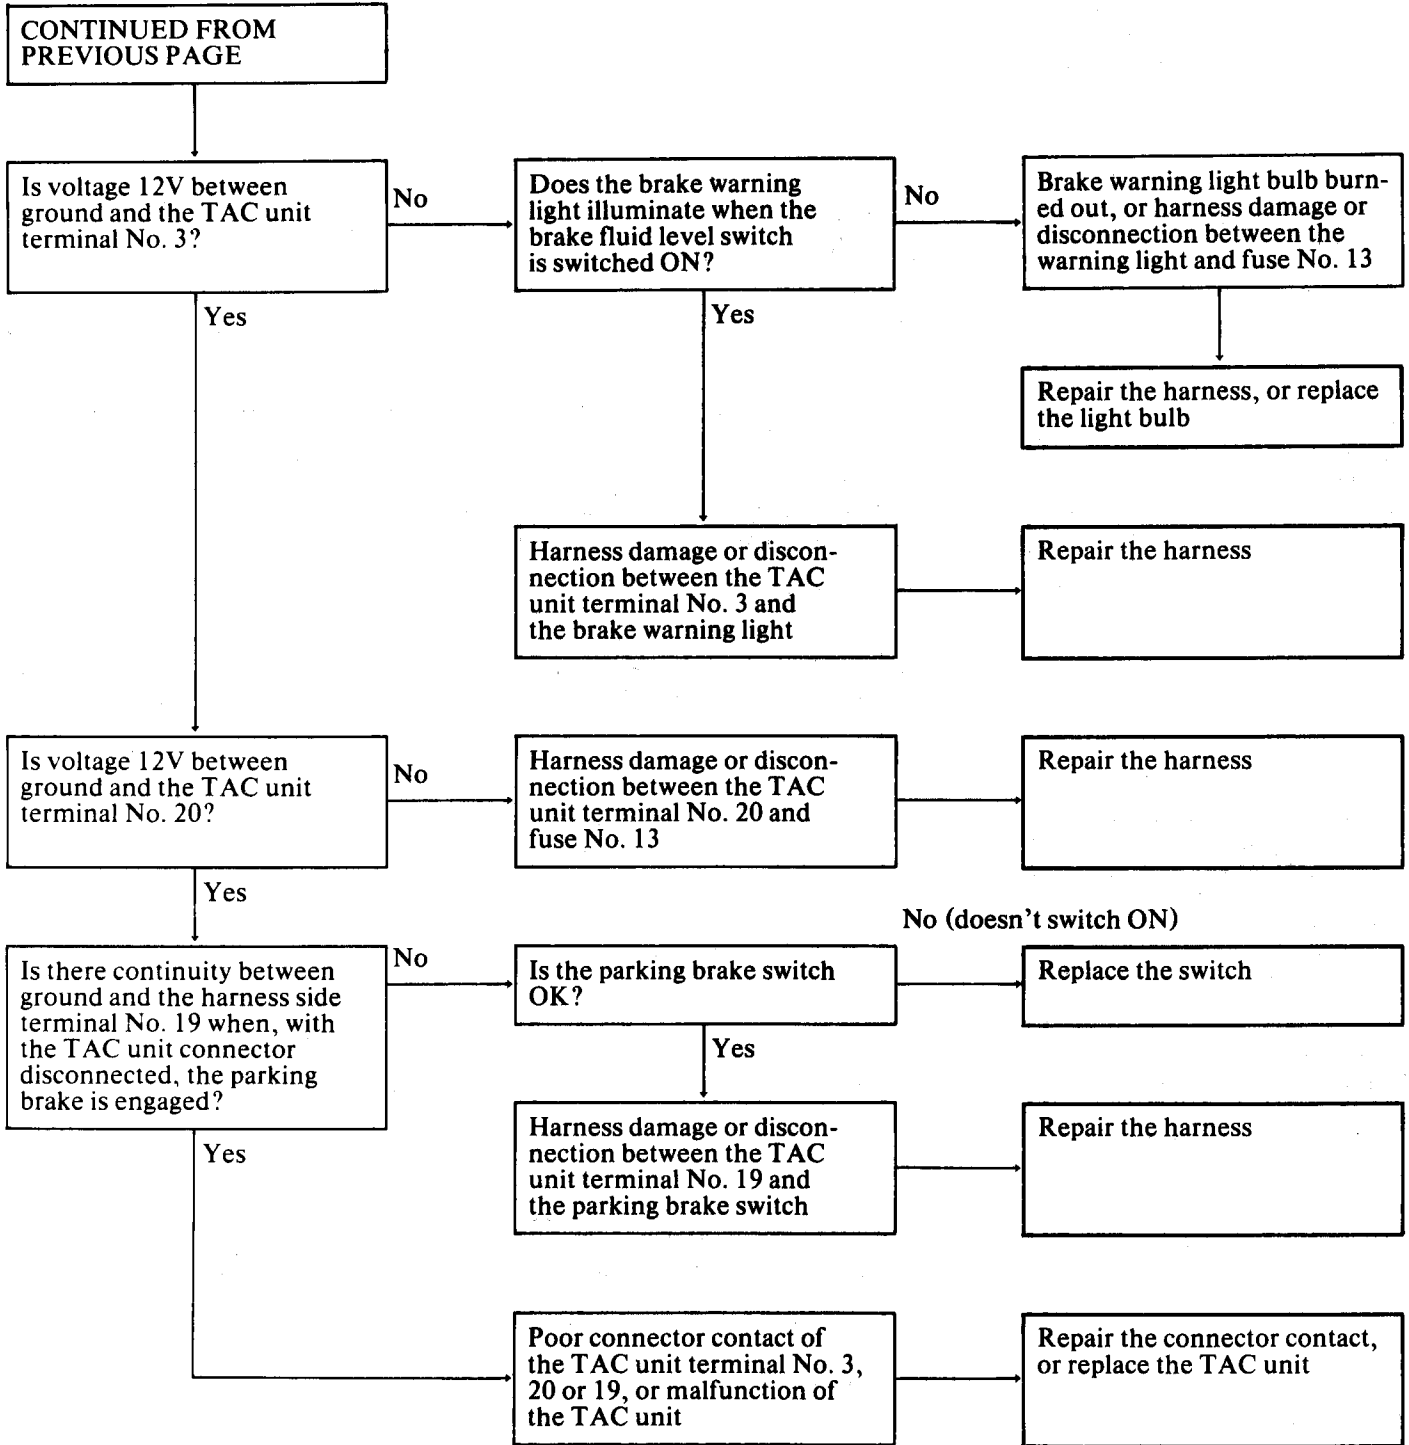 CONTINUED FROM
PREVIOUS PAGE
Is voltage 12V between
ground and the TAC unit
terminal No. 3?
No
Does the brake warning
light illuminate when the
brake fluid level switch
is switched ON?
No
Brake warning light bulb burn-
ed out, or harness damage or
disconnection between the
warning light and fuse No. 13
Yes
Yes
Repair the harness, or replace
the light bulb
Harness damage or discon-
nection between the TAC
unit terminal No. 3 and
the brake warning light
Repair the harness
Is voltage 12V between
ground and the TAC unit
terminal No. 20?
No
Harness damage or discon-
nection between the TAC
unit terminal No. 20 and
fuse No. 13
Repair the harness
Yes
Is there continuity between
ground and the harness side
terminal No. 19 when, with
the TAC unit connector
disconnected, the parking
brake is engaged?
No
Is the parking brake switch
OK?
No (doesn't switch ON)
Replace the switch
Yes
Harness damage or discon-
nection between the TAC
unit terminal No. 19 and
the parking brake switch
Repair the harness
Yes
Poor connector contact of
the TAC unit terminal No. 3,
20 or 19, or malfunction of
the TAC unit
Repair the connector contact,
or replace the TAC unit